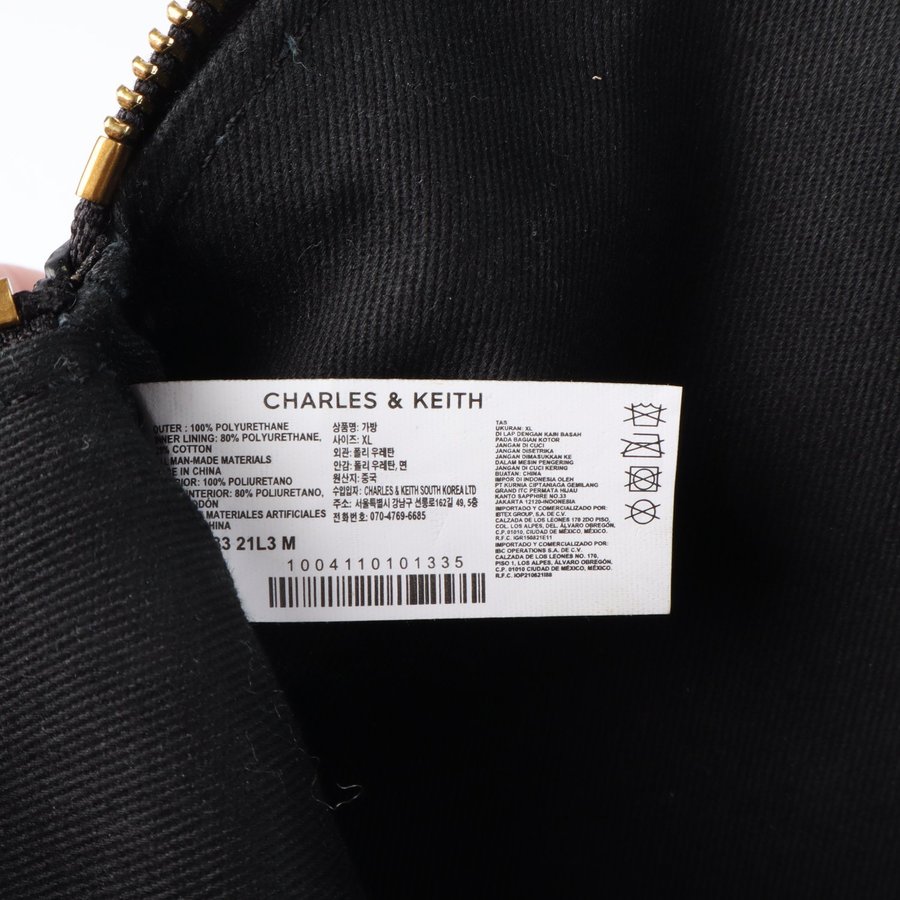 CHARLES & KEITH
OUTER : 100% POLYURETHANE
INNER LINING: 80% POLYURETHANE,
COTTON
MAN-MADE MATERIALS
IN CHINA
100% POLIURETANO
INTERIOR: 80% POLIURETANO,
MATERIALES ARTIFICIALES
CHINA
21L3 M
상품명: 가방
사이즈: XL
외관: 폴리 우레탄
안감: 폴리 우레탄, 면
원산지: 중국
수입업자: CHARLES & KEITH SOUTH KOREA LTD
주소: 서울특별시 강남구 선릉로162길 49, 5층
전화번호: 070-4769-6685
1004110101335
TAS
UKURAN: XL
DI LAP DENGAN KAIN BASAH
PADA BAGIAN KOTOR
JANGAN DI CUCI
JANGAN DISETRIKA
JANGAN DIMASUKKAN KE
DALAM MESIN PENGERING
JANGAN DI CUCI KERING
BUATAN: CHINA
IMPOR DI INDONESIA OLEH
PT KURNIA CIPTANIAGA GEMILANG
GRAND ITC PERMATA HIJAU
KANTO SAPPHIRE NO.33
JAKARTA 12120-INDONESIA
IMPORTADO Y COMERCIALIZADO POR:
IBTEX GROUP, S.A. DE C.V.
CALZADA DE LOS LEONES 170 2DO PISO,
COL. LOS ALPES, DEL. ÁLVARO OBREGÓN,
C.P. 01010, CIUDAD DE MÉXICO, MÉXICO.
R.F.C. IGR150821E11
IMPORTADO Y COMERCIALIZADO POR:
IBC OPERATIONS S.A. DE C.V.
CALZADA DE LOS LEONES NO. 170,
PISO 1, LOS ALPES, ÁLVARO OBREGÓN,
C.P. 01010 CIUDAD DE MÉXICO, MÉXICO.
R.F.C. IOP210621I88